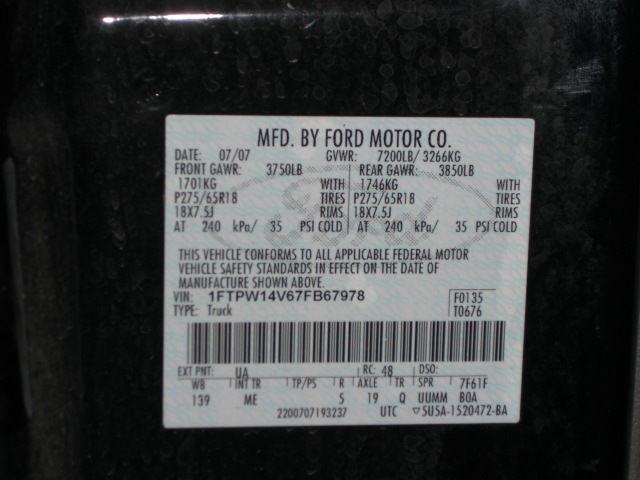 MFD. BY FORD MOTOR CO.
DATE: 07/07 GVWR: 7200LB/ 3266KG
FRONT GAWR: 3750LB REAR GAWR: 3850LB
1701KG WITH 1746KG WITH
P275/65R18 TIRES P275/65R18 TIRES
18X7.5J RIMS 18X7.5J RIMS
AT 240 kPa/ 35 PSI COLD AT 240 kPa/ 35 PSI COLD
Ford
THIS VEHICLE CONFORMS TO ALL APPLICABLE FEDERAL MOTOR
VEHICLE SAFETY STANDARDS IN EFFECT ON THE DATE OF
MANUFACTURE SHOWN ABOVE.
VIN: 1FTPW14V67FB67978 F0135
TYPE: Truck T0676
EXT PNT: UA RC: 48 DSO:
WB INT TR TP/PS R AXLE TR SPR 7F61F
139 ME 5 19 Q UUMM BOA
2200707193237 UTC ▽5U5A-1520472-BA